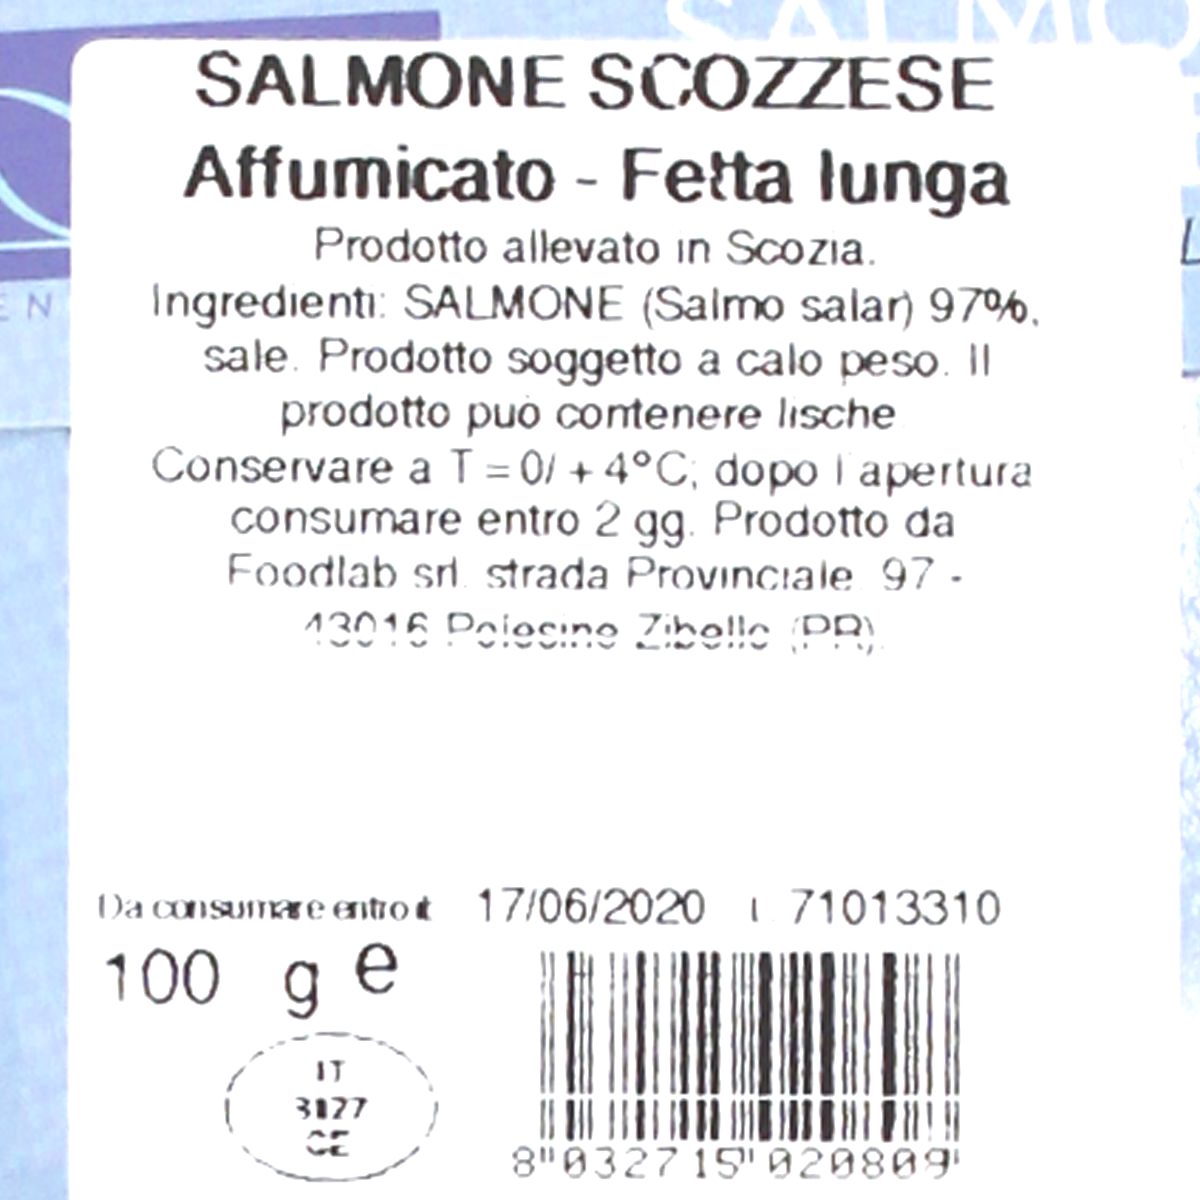 SALMO
EN
L
SALMONE SCOZZESE
Affumicato - Fetta lunga
Prodotto allevato in Scozia.
Ingredienti: SALMONE (Salmo salar) 97%,
sale. Prodotto soggetto a calo peso. Il
prodotto può contenere lische
Conservare a T = 0/ + 4°C; dopo l'apertura
consumare entro 2 gg. Prodotto da
Foodlab srl. strada Provinciale 97 -
43016 Polesine Zibello (PR).
Da consumare entro il 17/06/2020 L 71013310
100 g e
IT
3127
CE
8 032715 020809